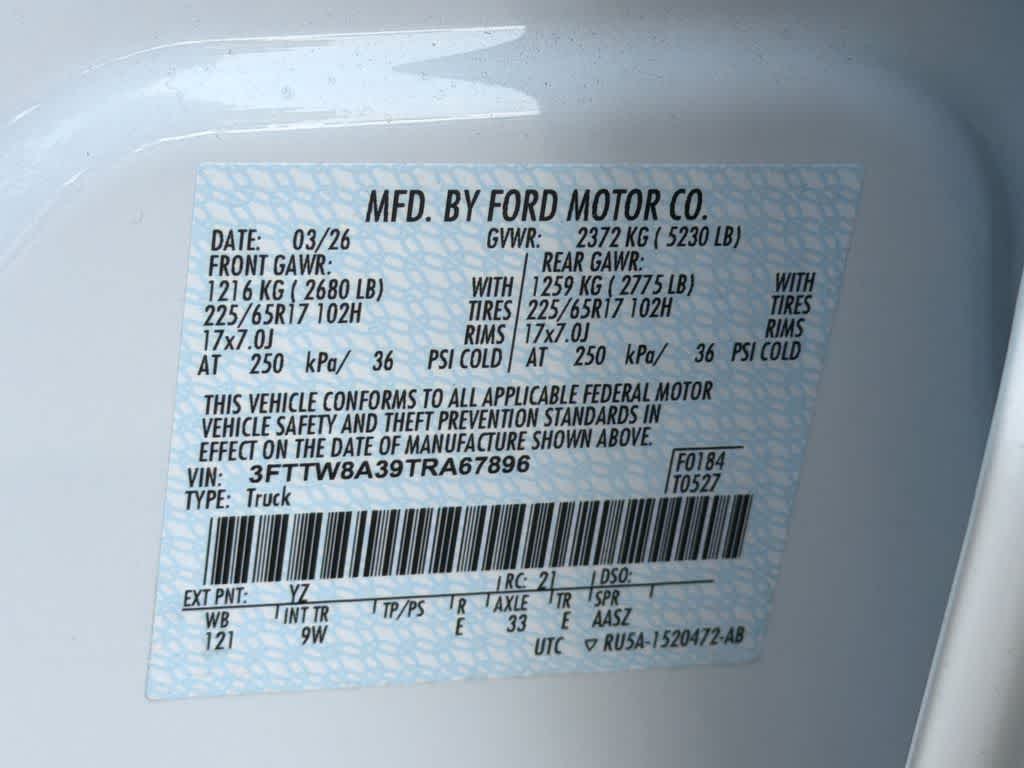 MFD. BY FORD MOTOR CO.
DATE: 03/26 GVWR: 2372 KG ( 5230 LB)
FRONT GAWR: REAR GAWR:
1216 KG ( 2680 LB) WITH 1259 KG ( 2775 LB) WITH
225/65R17 102H TIRES 225/65R17 102H TIRES
17x7.0J RIMS 17x7.0J RIMS
AT 250 kPa/ 36 PSI COLD AT 250 kPa/ 36 PSI COLD
THIS VEHICLE CONFORMS TO ALL APPLICABLE FEDERAL MOTOR
VEHICLE SAFETY AND THEFT PREVENTION STANDARDS IN
EFFECT ON THE DATE OF MANUFACTURE SHOWN ABOVE.
VIN: 3FTTW8A39TRA67896 F0184
TYPE: Truck T0527
EXT PNT: YZ RC: 21 DSO:
WB INT TR TP/PS R AXLE TR SPR
121 9W E 33 E AASZ
UTC ▽ RU5A-1520472-AB